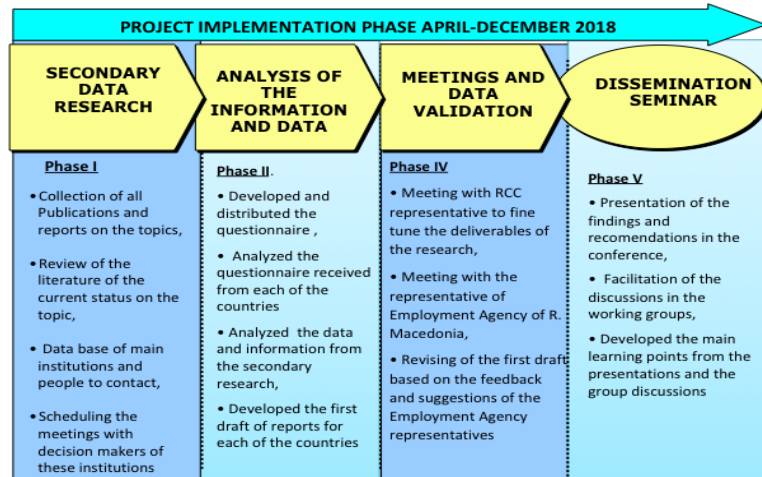 PROJECT IMPLEMENTATION PHASE APRIL-DECEMBER 2018
SECONDARY
DATA
RESEARCH
Phase I
•Collection of all
Publications and
reports on the topics,
•Review of the
literature of the
current status on the
topic,
• Data base of main
institutions and
people to contact,
•Scheduling the
meetings with
decision makers of
these institutions
ANALYSIS OF
THE
INFORMATION
AND DATA
Phase II.
• Developed and
distributed the
questionnaire ,
• Analyzed the
questionnaire received
from each of the
countries
• Analyzed the data
and information from
the secondary
research,
• Developed the first
draft of reports for
each of the countries
MEETINGS AND
DATA
VALIDATION
Phase IV
• Meeting with RCC
representative to fine
tune the deliverables of
the research,
• Meeting with the
representative of
Employment Agency of R.
Macedonia,
• Revising of the first draft
based on the feedback
and suggestions of the
Employment Agency
representatives
DISSEMINATION
SEMINAR
Phase V
• Presentation of the
findings and
recomendations in the
conference,
• Facilitation of the
discussions in the
working groups,
• Developed the main
learning points from the
presentations and the
group discussions